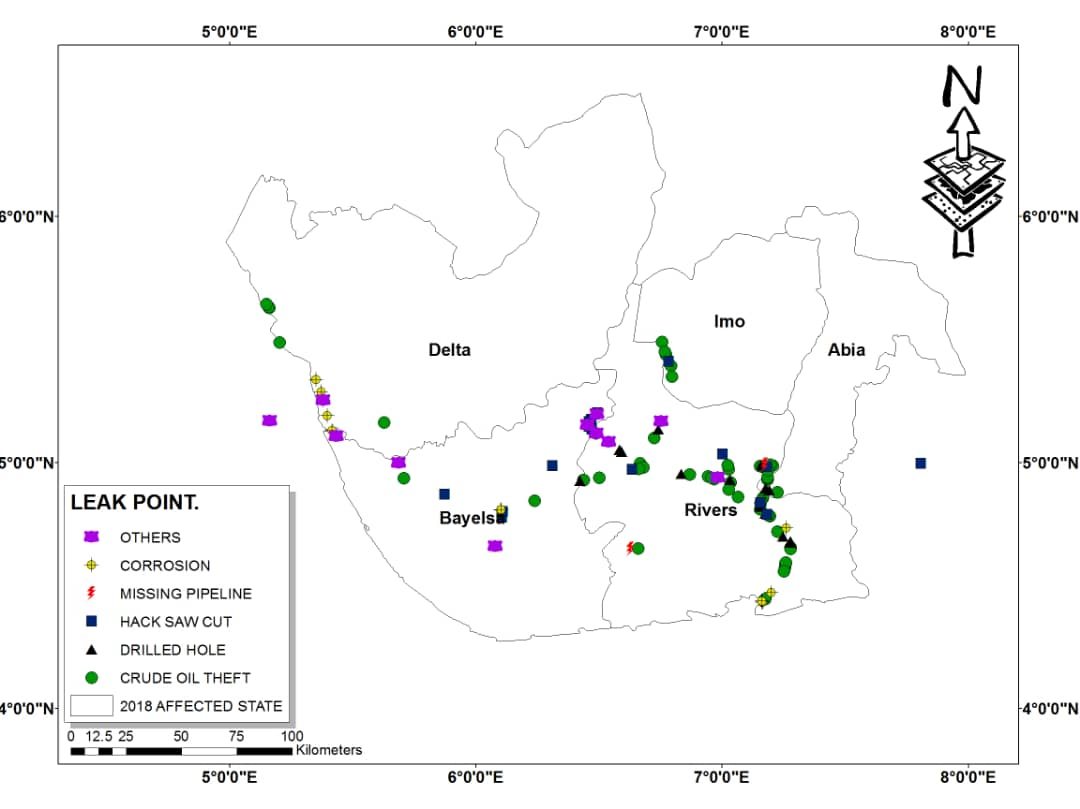 5°0'0"E 6°0'0"E 7°0'0"E 8°0'0"E
N
6°0'0"N 6°0'0"N
Imo
Delta Abia
5°0'0"N 5°0'0"N
LEAK POINT.
Rivers
Bayelsa
OTHERS
CORROSION
MISSING PIPELINE
HACK SAW CUT
DRILLED HOLE
CRUDE OIL THEFT
2018 AFFECTED STATE
4°0'0"N 4°0'0"N
0 12.5 25 50 75 100
Kilometers
5°0'0"E 6°0'0"E 7°0'0"E 8°0'0"E